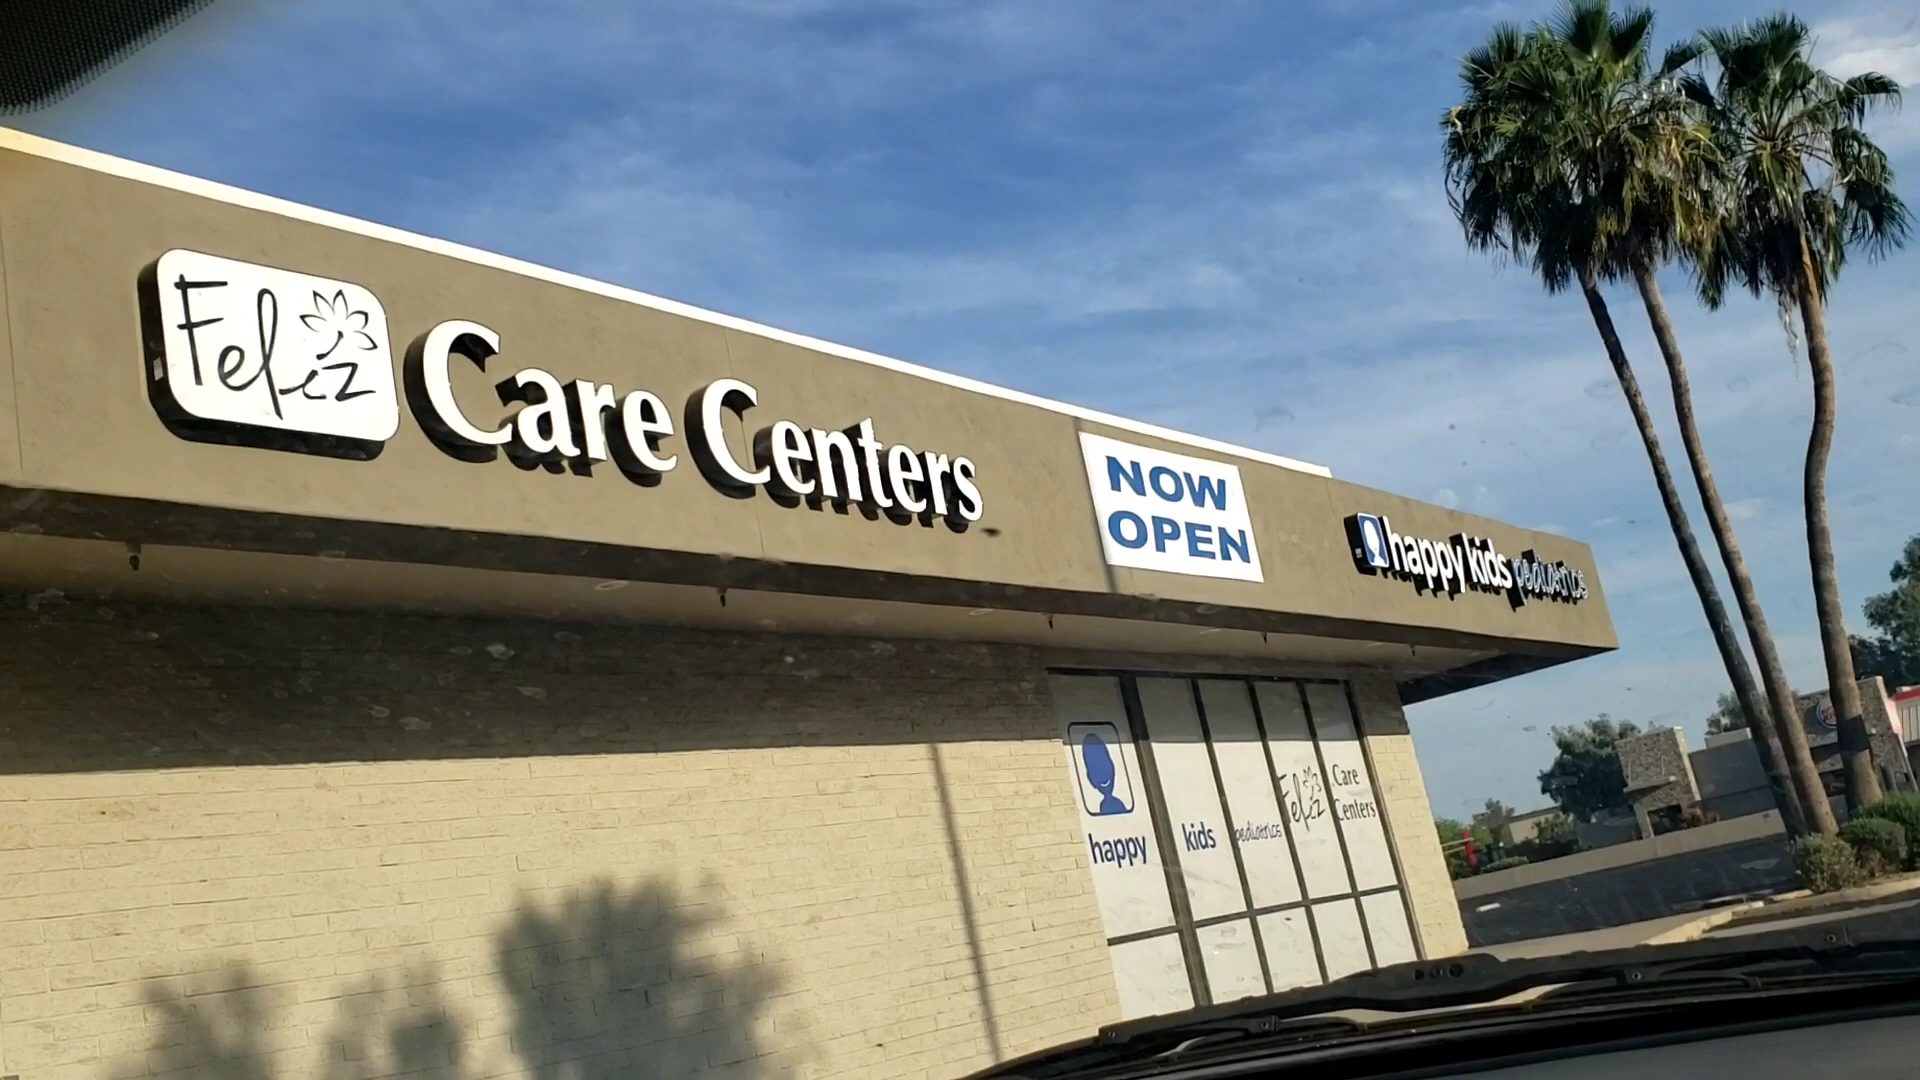 Feliz Care Centers
NOW
OPEN
happy kids pediatrics
happy kids pediatrics
Feliz
Care
Centers